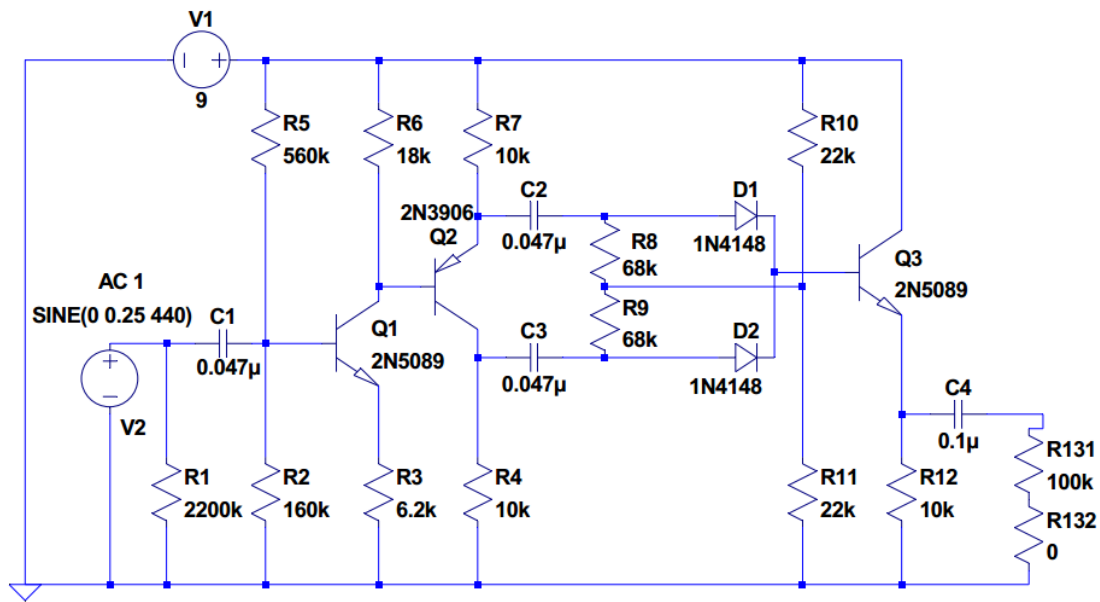 V1
9
R5
560k
R6
18k
R7
10k
R10
22k
2N3906
Q2
C2
0.047µ
D1
1N4148
R8
68k
Q3
2N5089
AC 1
SINE(0 0.25 440)
C1
0.047µ
Q1
2N5089
C3
0.047µ
R9
68k
D2
1N4148
V2
C4
0.1µ
R1
2200k
R2
160k
R3
6.2k
R4
10k
R11
22k
R12
10k
R131
100k
R132
0